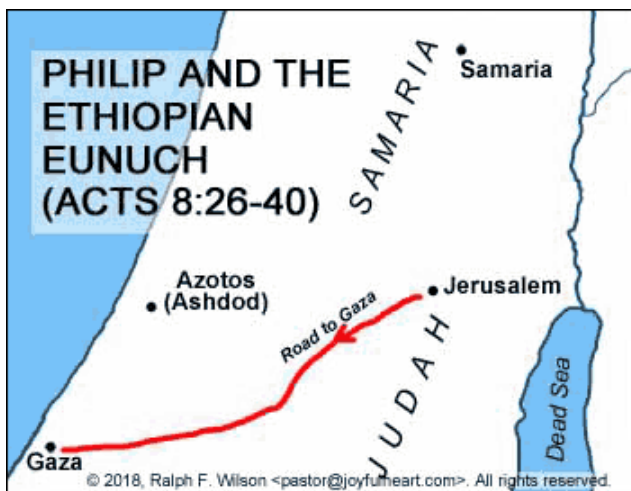 PHILIP AND THE
ETHIOPIAN
EUNUCH
(ACTS 8:26-40)
Samaria
SAMARIA
Azotos
(Ashdod)
Jerusalem
Road to Gaza
JUDAH
Dead Sea
Gaza
© 2018, Ralph F. Wilson <pastor@joyfulheart.com>. All rights reserved.